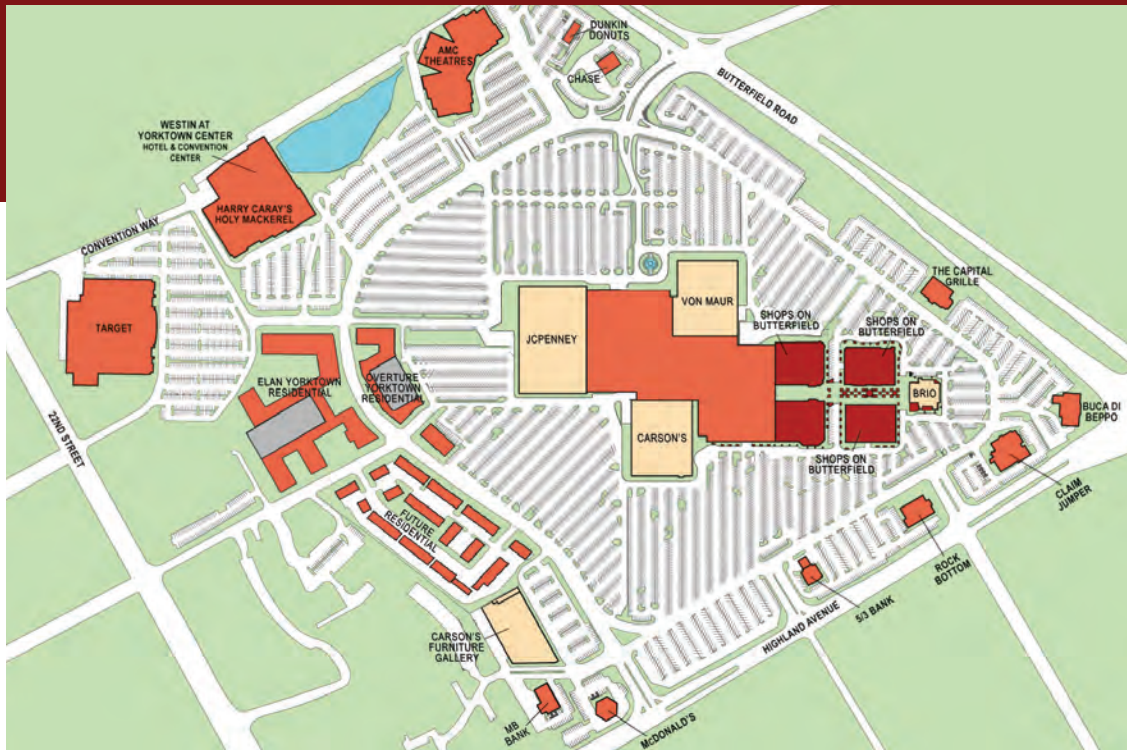 DUNKIN
DONUTS
AMC
THEATRES
CHASE
BUTTERFIELD ROAD
WESTIN AT
YORKTOWN CENTER
HOTEL & CONVENTION
CENTER
HARRY CARAY'S
HOLY MACKEREL
CONVENTION WAY
THE CAPITAL
GRILLE
VON MAUR
TARGET
JCPENNEY
SHOPS ON
BUTTERFIELD
SHOPS ON
BUTTERFIELD
ELAN YORKTOWN
RESIDENTIAL
OVERTURE
YORKTOWN
RESIDENTIAL
BRIO
BUCA DI
BEPPO
22ND STREET
CARSON'S
SHOPS ON
BUTTERFIELD
CLAIM
JUMPER
FUTURE
RESIDENTIAL
ROCK
BOTTOM
5/3 BANK
HIGHLAND AVENUE
CARSON'S
FURNITURE
GALLERY
MB
BANK
McDONALD'S